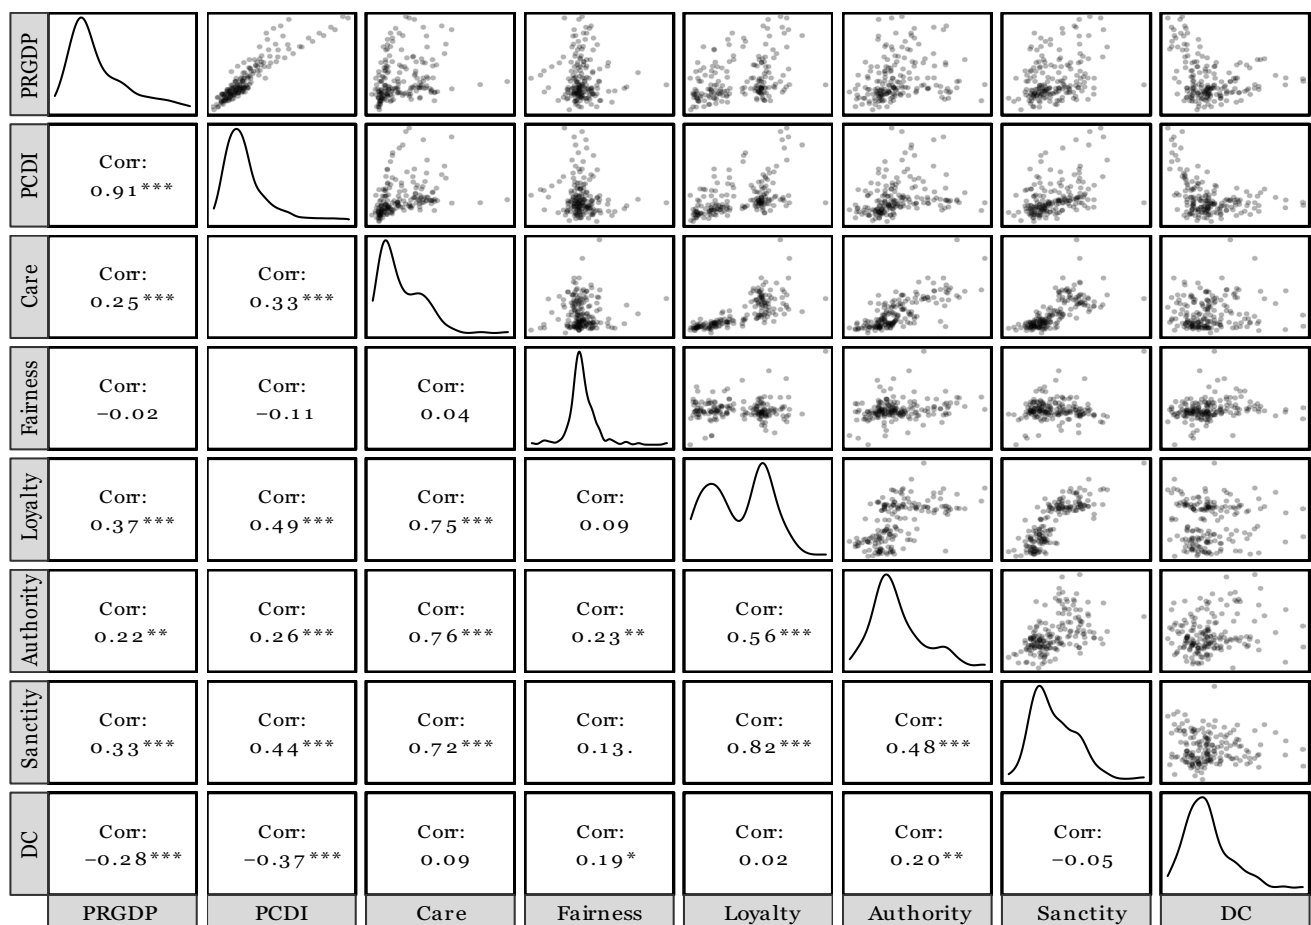 PRGDP
PCDI
Corr:
0.91***
Care
Corr:
0.25***
Corr:
0.33***
Fairness
Corr:
−0.02
Corr:
−0.11
Corr:
0.04
Loyalty
Corr:
0.37***
Corr:
0.49***
Corr:
0.75***
Corr:
0.09
Authority
Corr:
0.22**
Corr:
0.26***
Corr:
0.76***
Corr:
0.23**
Corr:
0.56***
Sanctity
Corr:
0.33***
Corr:
0.44***
Corr:
0.72***
Corr:
0.13.
Corr:
0.82***
Corr:
0.48***
DC
Corr:
−0.28***
Corr:
−0.37***
Corr:
0.09
Corr:
0.19*
Corr:
0.02
Corr:
0.20**
Corr:
−0.05
PRGDP
PCDI
Care
Fairness
Loyalty
Authority
Sanctity
DC